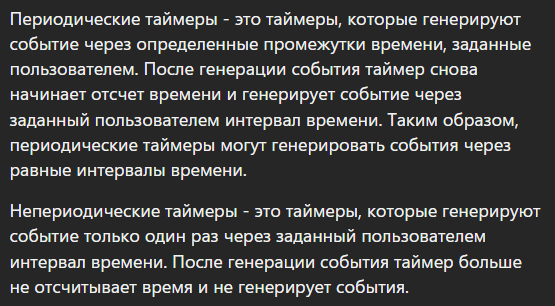 Периодические таймеры - это таймеры, которые генерируют
событие через определенные промежутки времени, заданные
пользователем. После генерации события таймер снова
начинает отсчет времени и генерирует событие через
заданный пользователем интервал времени. Таким образом,
периодические таймеры могут генерировать события через
равные интервалы времени.
Непериодические таймеры - это таймеры, которые генерируют
событие только один раз через заданный пользователем
интервал времени. После генерации события таймер больше
не отсчитывает время и не генерирует события.